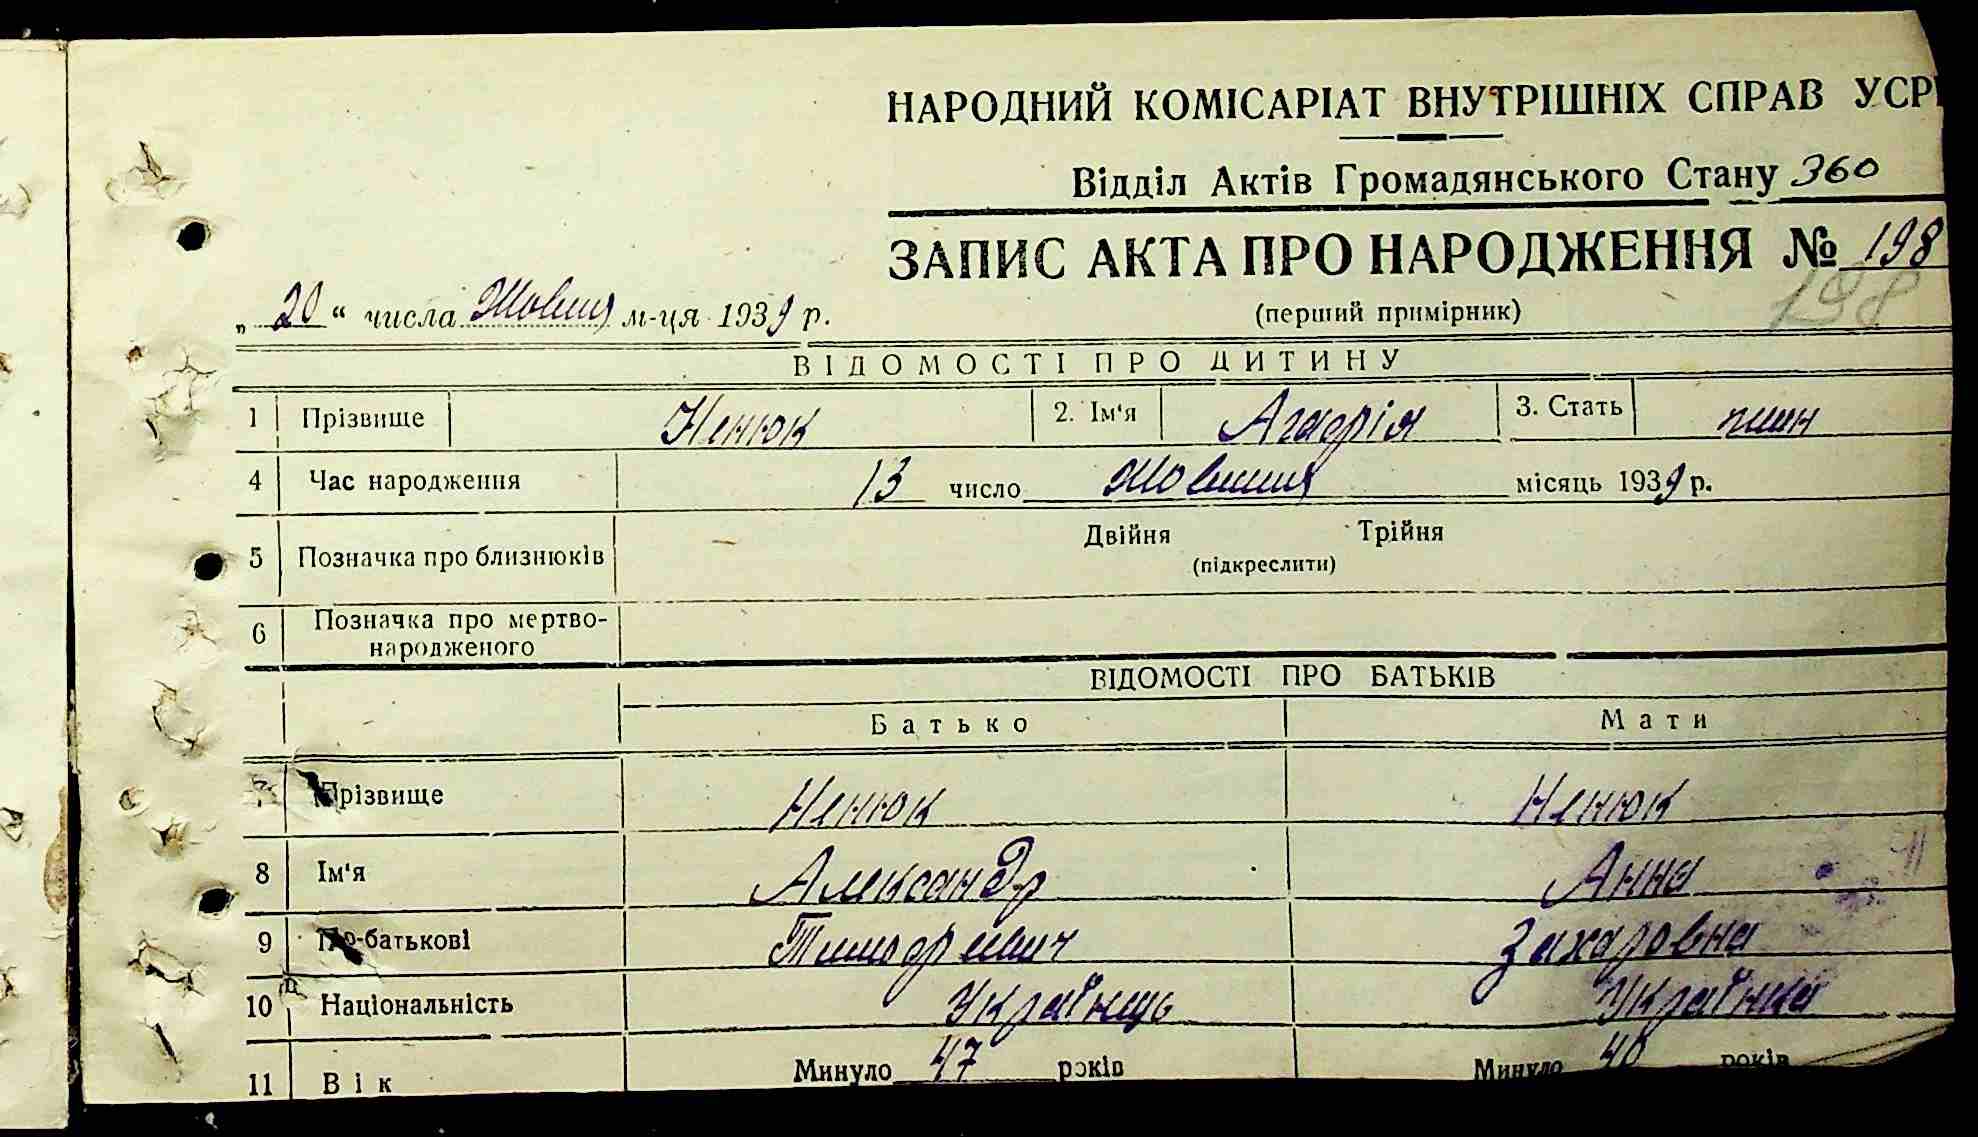 НАРОДНИЙ КОМІСАРІАТ ВНУТРІШНІХ СПРАВ УСР
Відділ Актів Громадянського Стану 360
ЗАПИС АКТА ПРО НАРОДЖЕННЯ № 198
„ 20 “ числа Жовтня м-ця 1939 р. (перший примірник) 198
ВІДОМОСТІ ПРО ДИТИНУ
1 Прізвище Ненюк 2. Ім'я 3. Стать жин
4 Час народження 13 число Жовтня місяць 1939 р.
5 Позначка про близнюків — Двійня Трійня
(підкреслити)
6 Позначка про мертво-
народженого
ВІДОМОСТІ ПРО БАТЬКІВ
Батько Мати
7 Прізвище Ненюк Ненюк
8 Ім'я Александр Анна
9 По-батькові Тимофеевич Захаровна
10 Національність Українець Українка
11 Вік Минуло 47 років Минуло 40 років